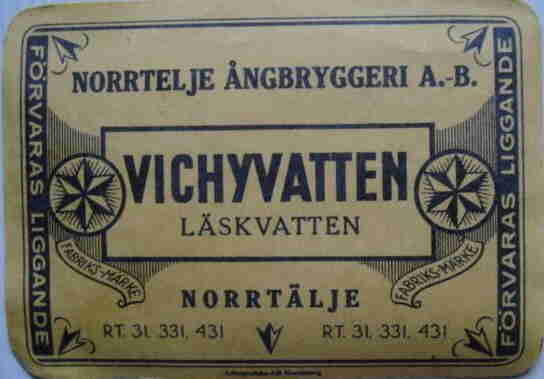 NORRTELJE ÅNGBRYGGERI A.-B.
FÖRVARAS LIGGANDE
VICHYVATTEN
LÄSKVATTEN
FABRIKS-MÄRKE
FABRIKS-MÄRKE
NORRTÄLJE
RT. 31, 331, 431
RT. 31, 331, 431
FÖRVARAS LIGGANDE